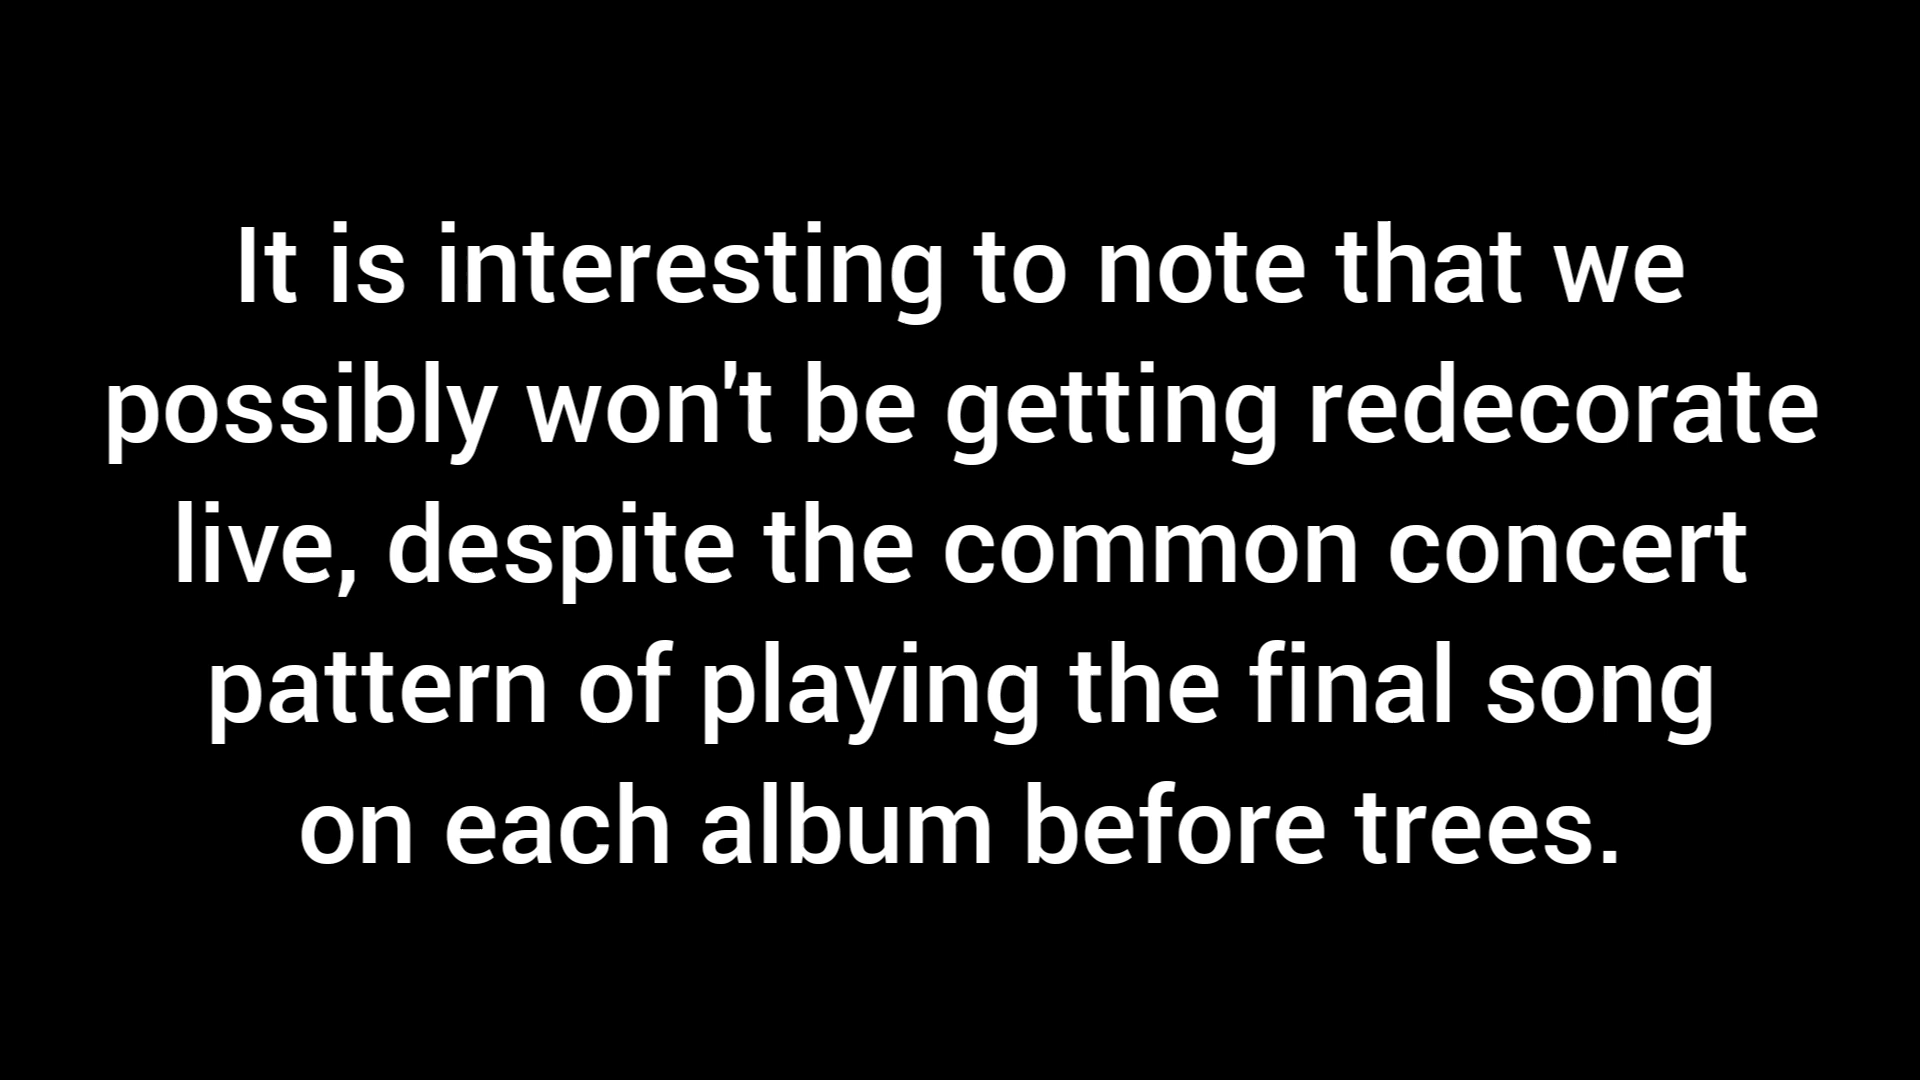 It is interesting to note that we
possibly won't be getting redecorate
live, despite the common concert
pattern of playing the final song
on each album before trees.